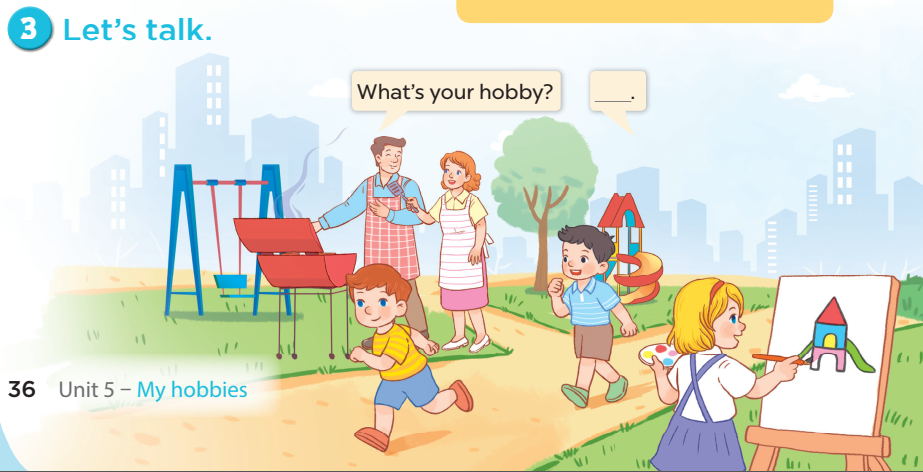 3 Let's talk.
What's your hobby?
____.
36 Unit 5 – My hobbies